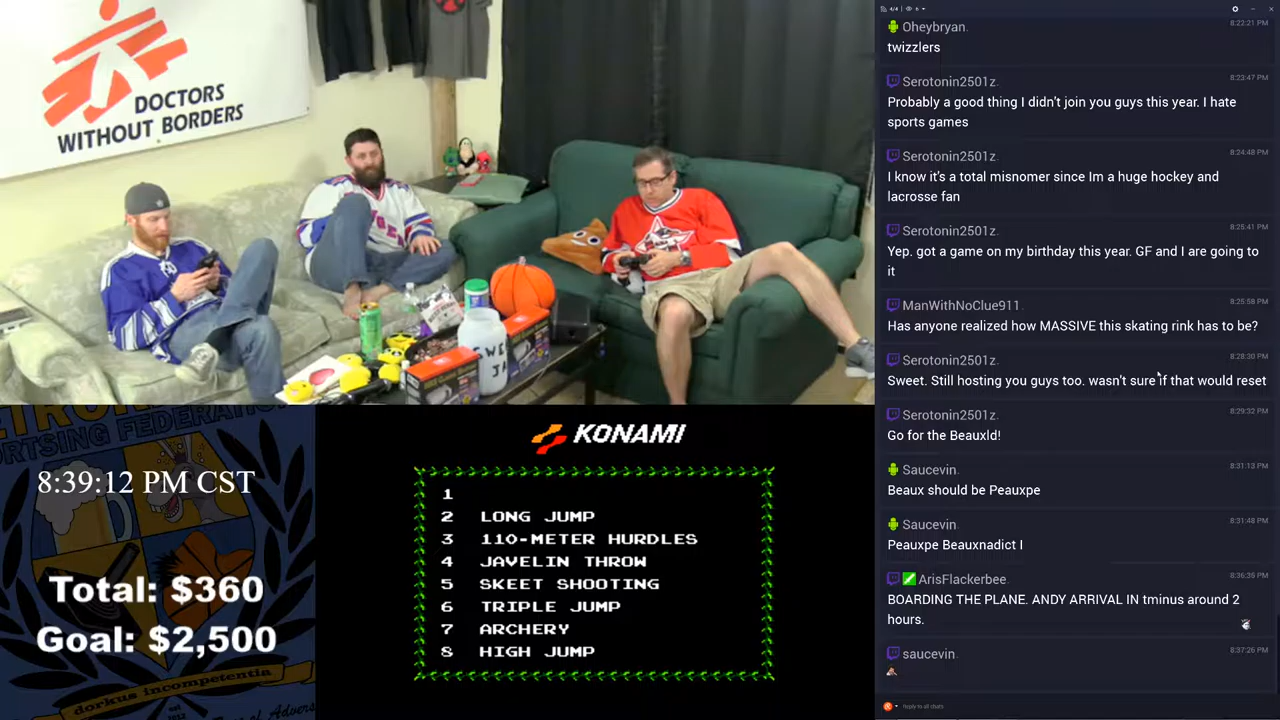 DOCTORS
WITHOUT BORDERS
8:39:12 PM CST
Total: $360
Goal: $2,500
dorkus incompetentia
KONAMI
1
2 LONG JUMP
3 110-METER HURDLES
4 JAVELIN THROW
5 SKEET SHOOTING
6 TRIPLE JUMP
7 ARCHERY
8 HIGH JUMP
4/4
Oheybryan. 8:22:21 PM
twizzlers
Serotonin2501z. 8:23:47 PM
Probably a good thing I didn't join you guys this year. I hate
sports games
Serotonin2501z. 8:24:48 PM
I know it's a total misnomer since Im a huge hockey and
lacrosse fan
Serotonin2501z. 8:25:41 PM
Yep. got a game on my birthday this year. GF and I are going to
it
ManWithNoClue911 8:25:58 PM
Has anyone realized how MASSIVE this skating rink has to be?
Serotonin2501z. 8:28:30 PM
Sweet. Still hosting you guys too. wasn't sure if that would reset
Serotonin2501z. 8:29:32 PM
Go for the Beauxld!
Saucevin. 8:31:13 PM
Beaux should be Peauxpe
Saucevin. 8:31:48 PM
Peauxpe Beauxnadict I
ArisFlackerbee. 8:36:35 PM
BOARDING THE PLANE. ANDY ARRIVAL IN tminus around 2
hours.
saucevin. 8:37:26 PM
Reply to all chats